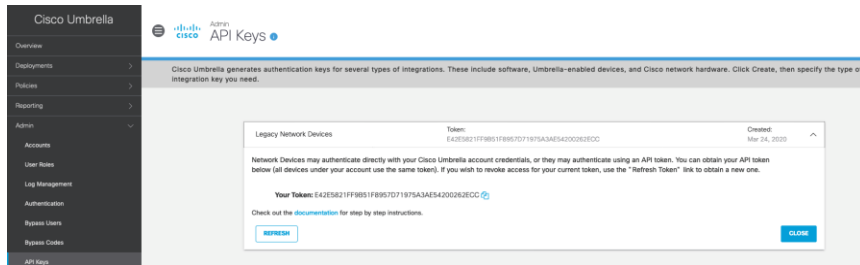 Cisco Umbrella
Overview
Deployments
Policies
Reporting
Admin
Accounts
User Roles
Log Management
Authentication
Bypass Users
Bypass Codes
API Keys
cisco
Admin
API Keys
Cisco Umbrella generates authentication keys for several types of integrations. These include software, Umbrella-enabled devices, and Cisco network hardware. Click Create, then specify the type o
integration key you need.
Legacy Network Devices
Token:
E42E5821FF9B51F8957D71975A3AE54200262ECC
Created:
Mar 24, 2020
Network Devices may authenticate directly with your Cisco Umbrella account credentials, or they may authenticate using an API token. You can obtain your API token
below (all devices under your account use the same token). If you wish to revoke access for your current token, use the "Refresh Token" link to obtain a new one.
Your Token: E42E5821FF9B51F8957D71975A3AE54200262ECC
Check out the documentation for step by step instructions.
REFRESH
CLOSE